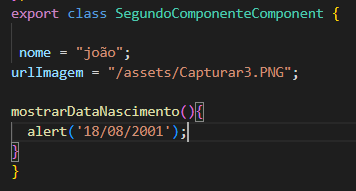 export class SegundoComponenteComponent {
nome = "joão";
urlImagem = "/assets/Capturar3.PNG";
mostrarDataNascimento(){
alert('18/08/2001');
}
}